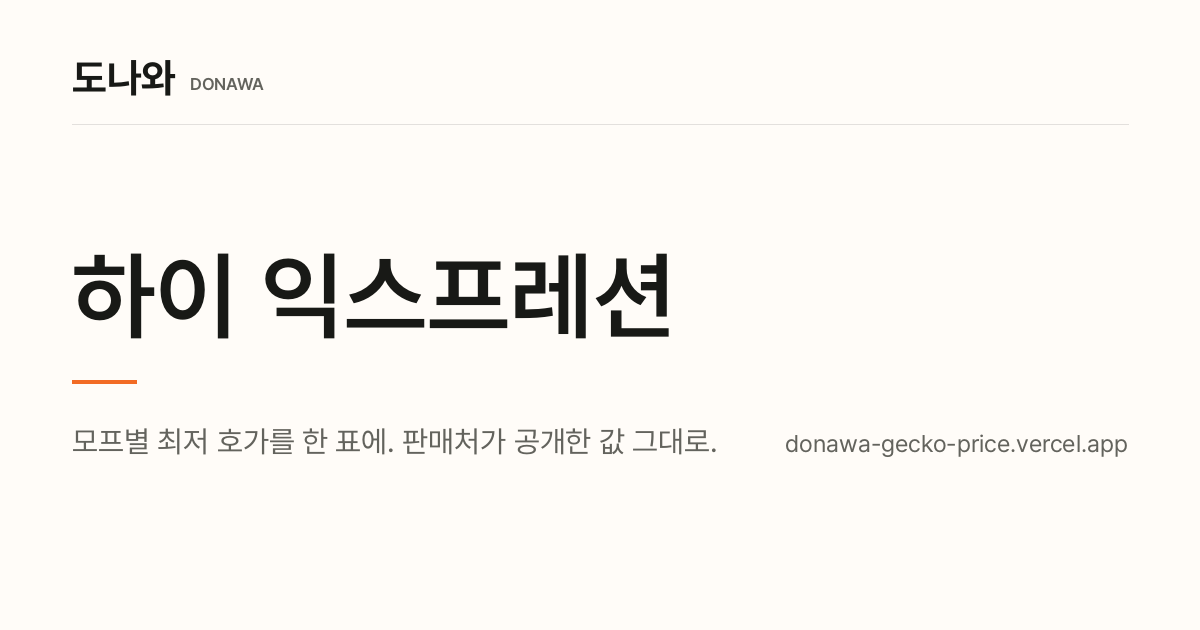 도나와 DONAWA
하이 익스프레션
모프별 최저 호가를 한 표에. 판매처가 공개한 값 그대로. donawa-gecko-price.vercel.app